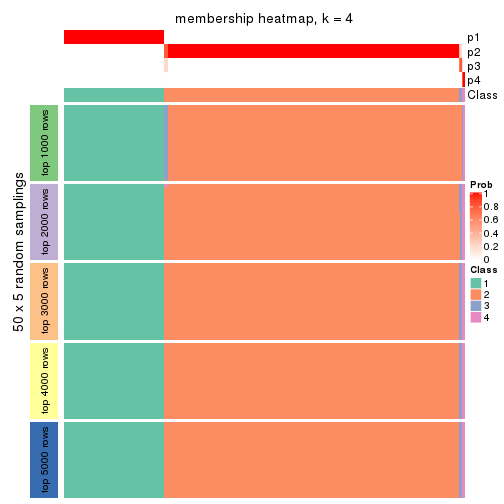 membership heatmap, k = 4
p1
p2
p3
p4
Class
50 x 5 random samplings
top 1000 rows
top 2000 rows
top 3000 rows
top 4000 rows
top 5000 rows
Prob
1
0.8
0.6
0.4
0.2
0
Class
1
2
3
4